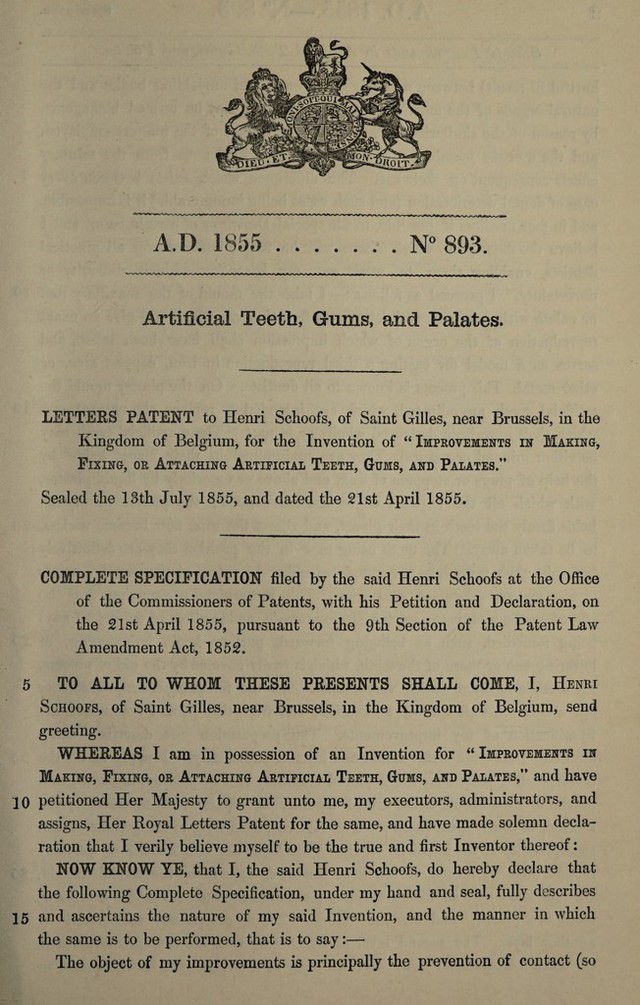 HONI·SOIT·QUI·MAL
DIEU·ET· MON·DROIT.
A.D. 1855 . . . . . . . Nº 893.
Artificial Teeth, Gums, and Palates.
LETTERS PATENT to Henri Schoofs, of Saint Gilles, near Brussels, in the
Kingdom of Belgium, for the Invention of “IMPROVEMENTS IN MAKING,
FIXING, OR ATTACHING ARTIFICIAL TEETH, GUMS, AND PALATES.”
Sealed the 13th July 1855, and dated the 21st April 1855.
COMPLETE SPECIFICATION filed by the said Henri Schoofs at the Office
of the Commissioners of Patents, with his Petition and Declaration, on
the 21st April 1855, pursuant to the 9th Section of the Patent Law
Amendment Act, 1852.
5 TO ALL TO WHOM THESE PRESENTS SHALL COME, I, HENRI
SCHOOFS, of Saint Gilles, near Brussels, in the Kingdom of Belgium, send
greeting.
WHEREAS I am in possession of an Invention for “IMPROVEMENTS IN
MAKING, FIXING, OR ATTACHING ARTIFICIAL TEETH, GUMS, AND PALATES,” and have
10 petitioned Her Majesty to grant unto me, my executors, administrators, and
assigns, Her Royal Letters Patent for the same, and have made solemn decla-
ration that I verily believe myself to be the true and first Inventor thereof:
NOW KNOW YE, that I, the said Henri Schoofs, do hereby declare that
the following Complete Specification, under my hand and seal, fully describes
15 and ascertains the nature of my said Invention, and the manner in which
the same is to be performed, that is to say:—
The object of my improvements is principally the prevention of contact (so